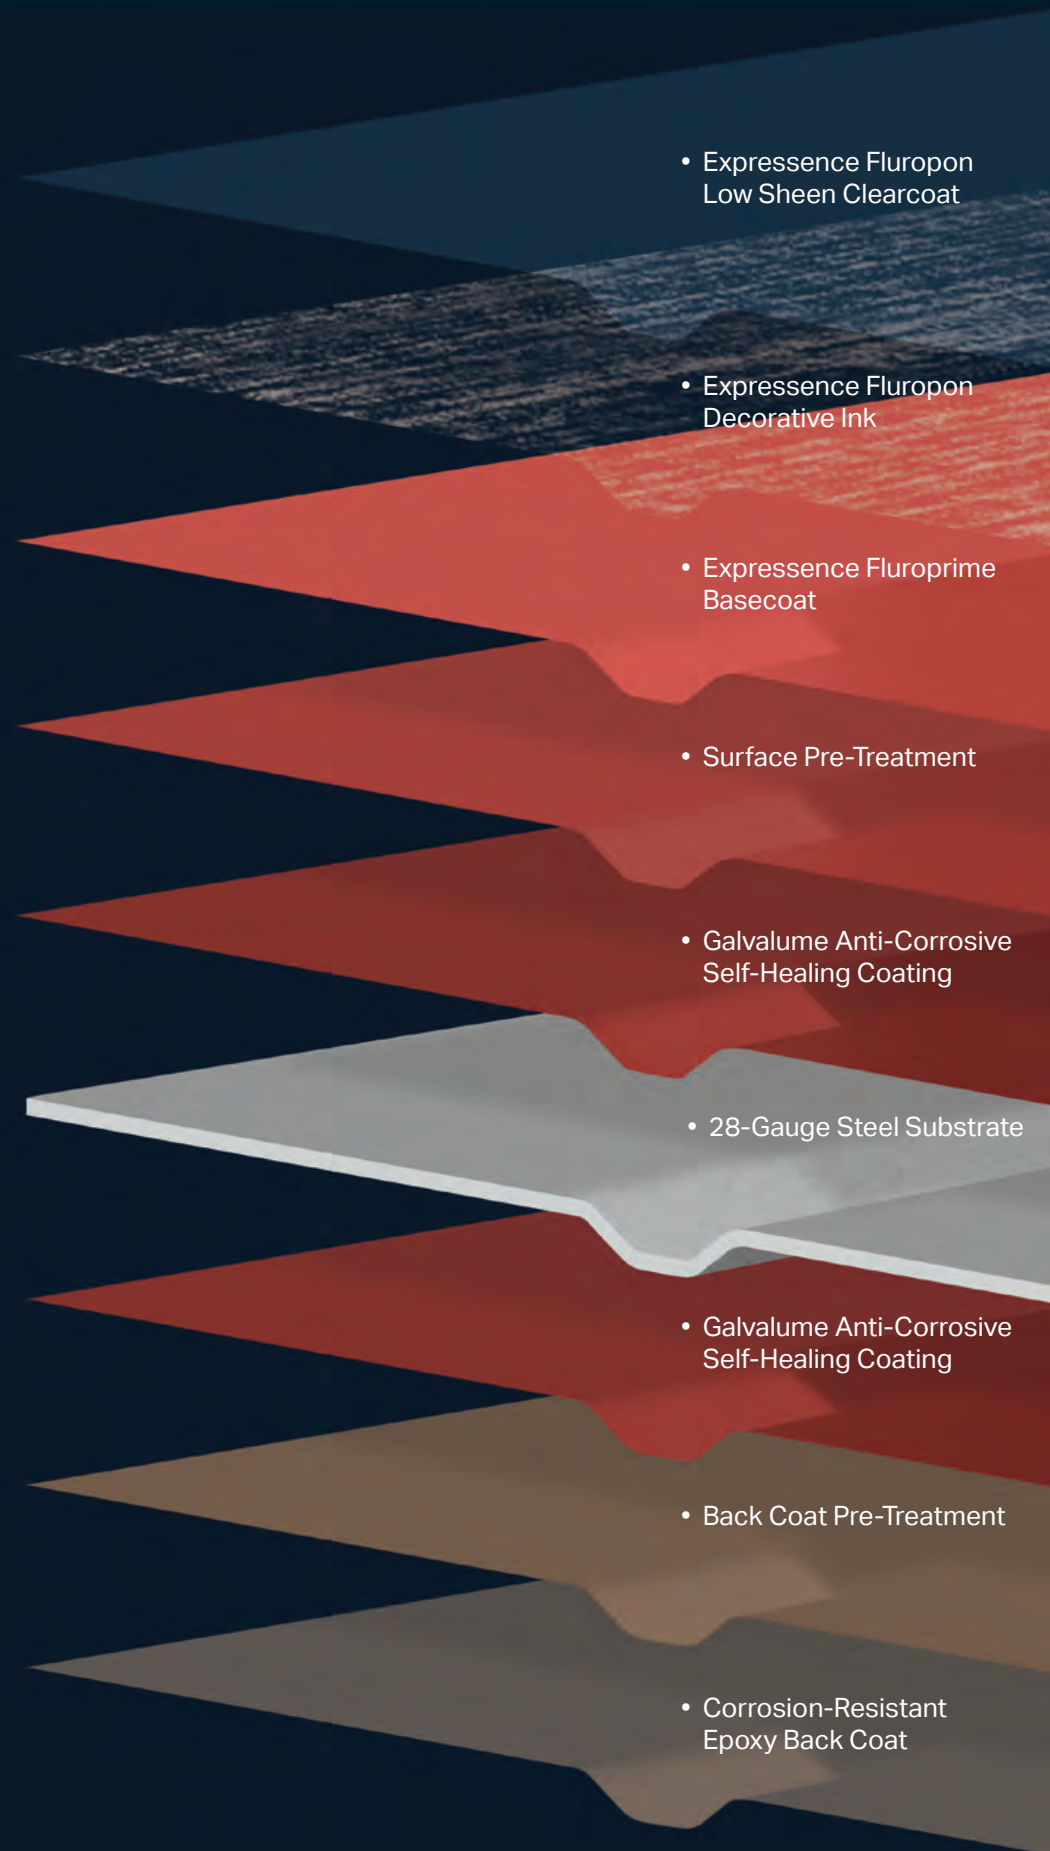 • Expressence Fluropon
Low Sheen Clearcoat
• Expressence Fluropon
Decorative Ink
• Expressence Fluroprime
Basecoat
• Surface Pre-Treatment
• Galvalume Anti-Corrosive
Self-Healing Coating
• 28-Gauge Steel Substrate
• Galvalume Anti-Corrosive
Self-Healing Coating
• Back Coat Pre-Treatment
• Corrosion-Resistant
Epoxy Back Coat